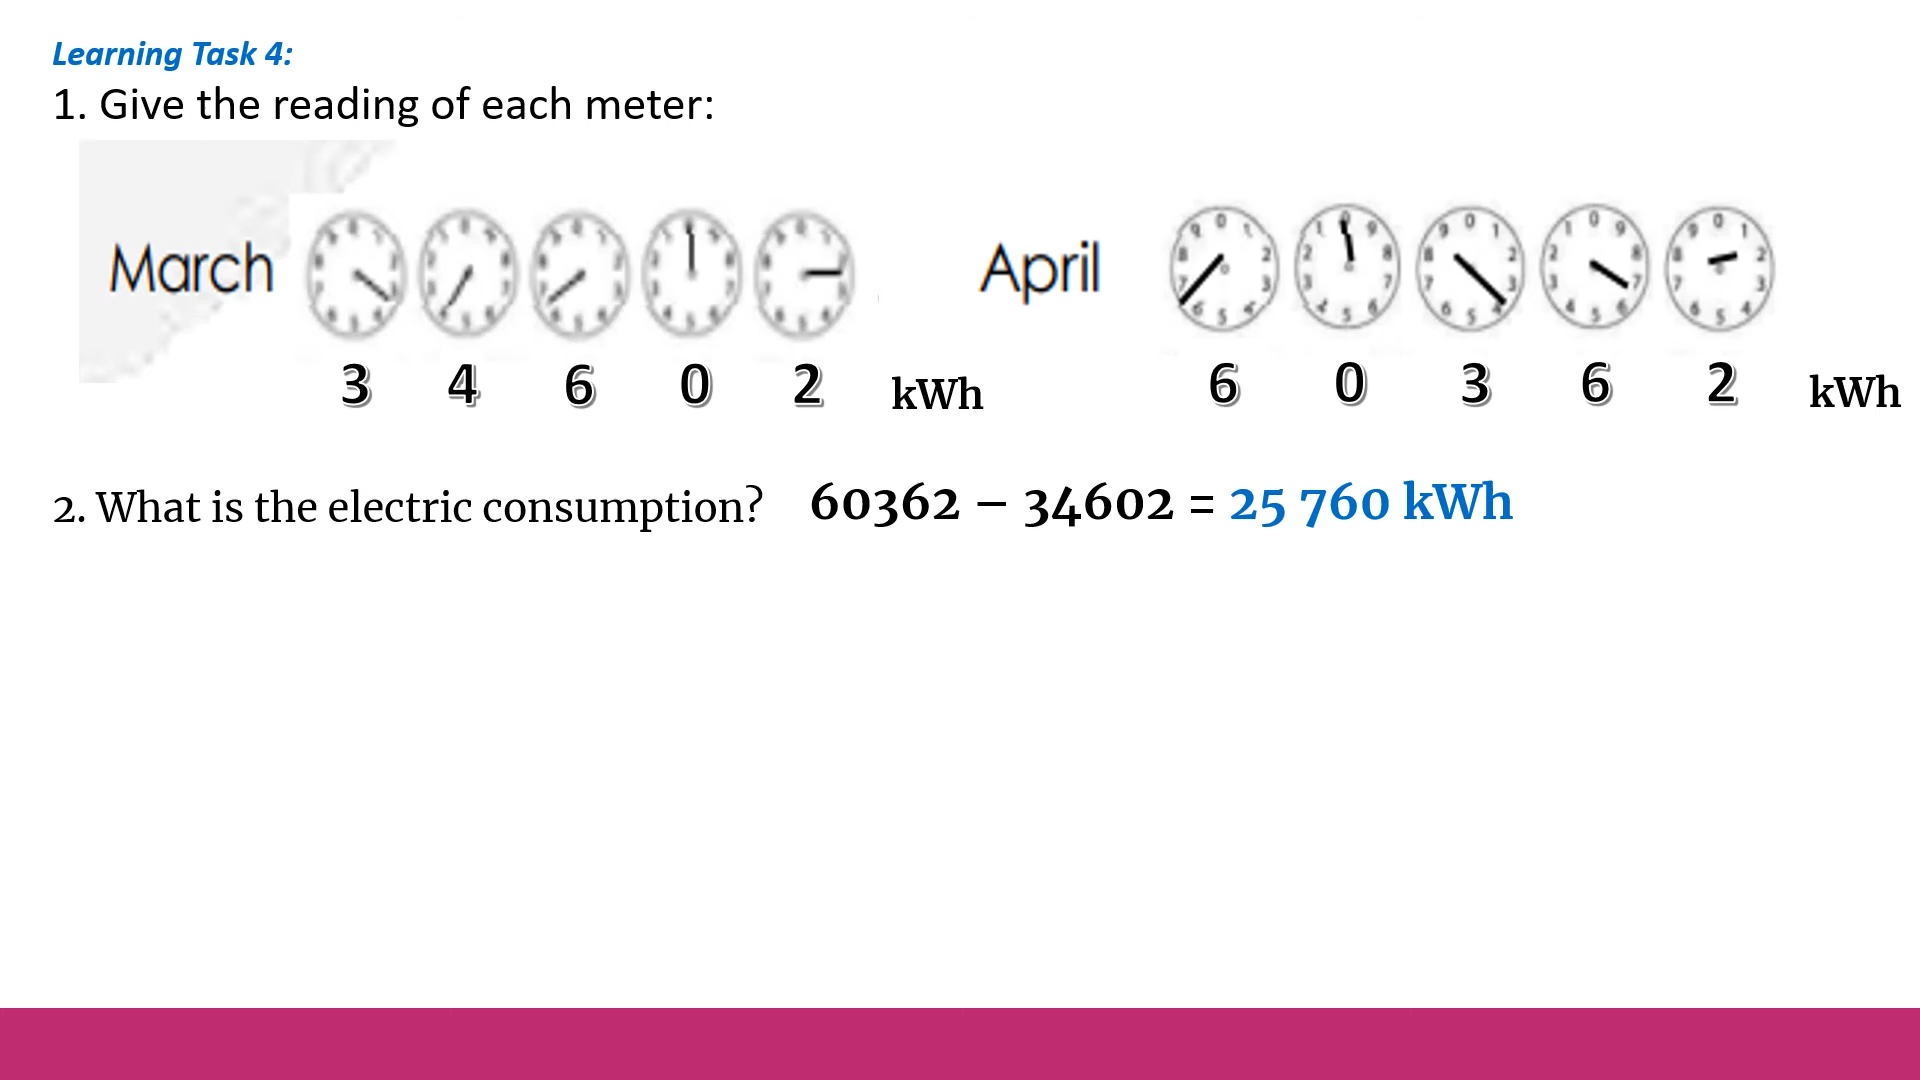 Learning Task 4:
1. Give the reading of each meter:
March
April
3 4 6 0 2 kWh
6 0 3 6 2 kWh
2. What is the electric consumption? 60362 – 34602 = 25 760 kWh